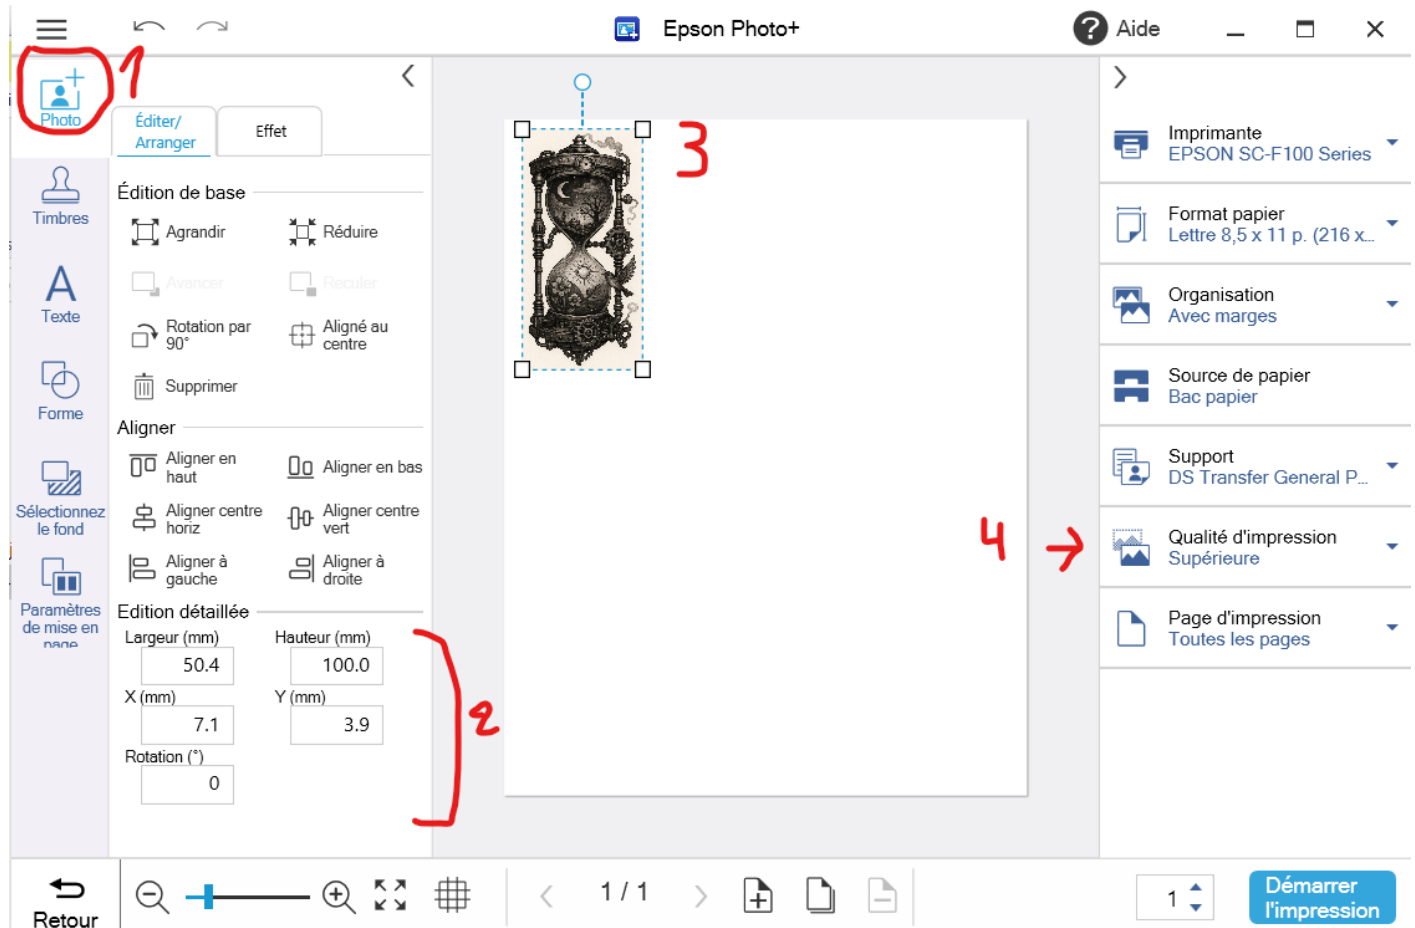 Epson Photo+
? Aide
Photo
1
Timbres
A
Texte
Forme
Sélectionnez
le fond
Paramètres
de mise en
page
Éditer/
Arranger
Effet
Édition de base
Agrandir
Réduire
Avancer
Reculer
Rotation par
90°
Aligné au
centre
Supprimer
Aligner
Aligner en
haut
Aligner en bas
Aligner centre
horiz
Aligner centre
vert
Aligner à
gauche
Aligner à
droite
Edition détaillée
Largeur (mm)
Hauteur (mm)
50.4
100.0
X (mm)
Y (mm)
7.1
3.9
Rotation (°)
0
2
3
4
Imprimante
EPSON SC-F100 Series
Format papier
Lettre 8,5 x 11 p. (216 x...
Organisation
Avec marges
Source de papier
Bac papier
Support
DS Transfer General P...
Qualité d'impression
Supérieure
Page d'impression
Toutes les pages
Retour
1 / 1
1
Démarrer
l'impression